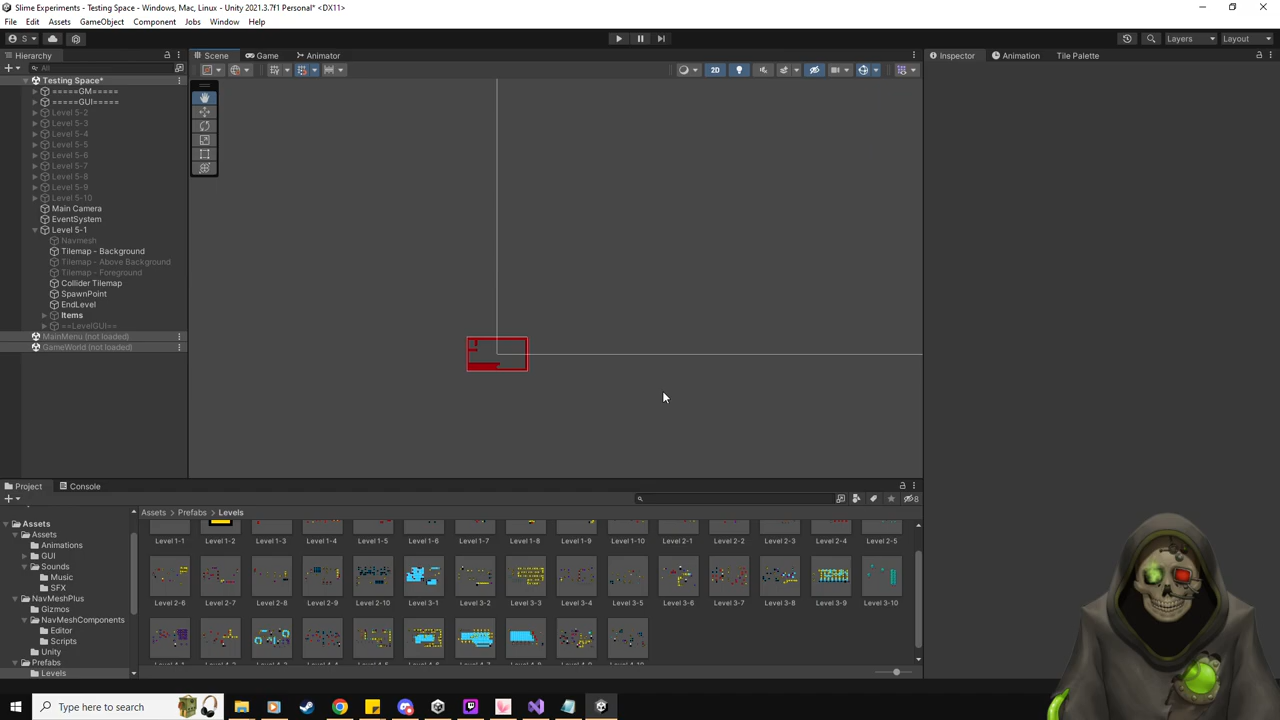 Slime Experiments - Testing Space - Windows, Mac, Linux - Unity 2021.3.7f1 Personal* <DX11>
File Edit Assets GameObject Component Jobs Window Help
S Layers Layout
Hierarchy Scene Game Animator Inspector Animation Tile Palette
All
2D
Testing Space*
=====GM=====
=====GUI=====
Level 5-2
Level 5-3
Level 5-4
Level 5-5
Level 5-6
Level 5-7
Level 5-8
Level 5-9
Level 5-10
Main Camera
EventSystem
Level 5-1
Navmesh
Tilemap - Background
Tilemap - Above Background
Tilemap - Foreground
Collider Tilemap
SpawnPoint
EndLevel
Items
==LevelGUI==
MainMenu (not loaded)
GameWorld (not loaded)
Project Console
8
Assets > Prefabs > Levels
Assets
Assets
Animations
GUI
Sounds
Music
SFX
NavMeshPlus
Gizmos
NavMeshComponents
Editor
Scripts
Unity
Prefabs
Levels
Level 1-1 Level 1-2 Level 1-3 Level 1-4 Level 1-5 Level 1-6 Level 1-7 Level 1-8 Level 1-9 Level 1-10 Level 2-1 Level 2-2 Level 2-3 Level 2-4 Level 2-5
Level 2-6 Level 2-7 Level 2-8 Level 2-9 Level 2-10 Level 3-1 Level 3-2 Level 3-3 Level 3-4 Level 3-5 Level 3-6 Level 3-7 Level 3-8 Level 3-9 Level 3-10
Type here to search